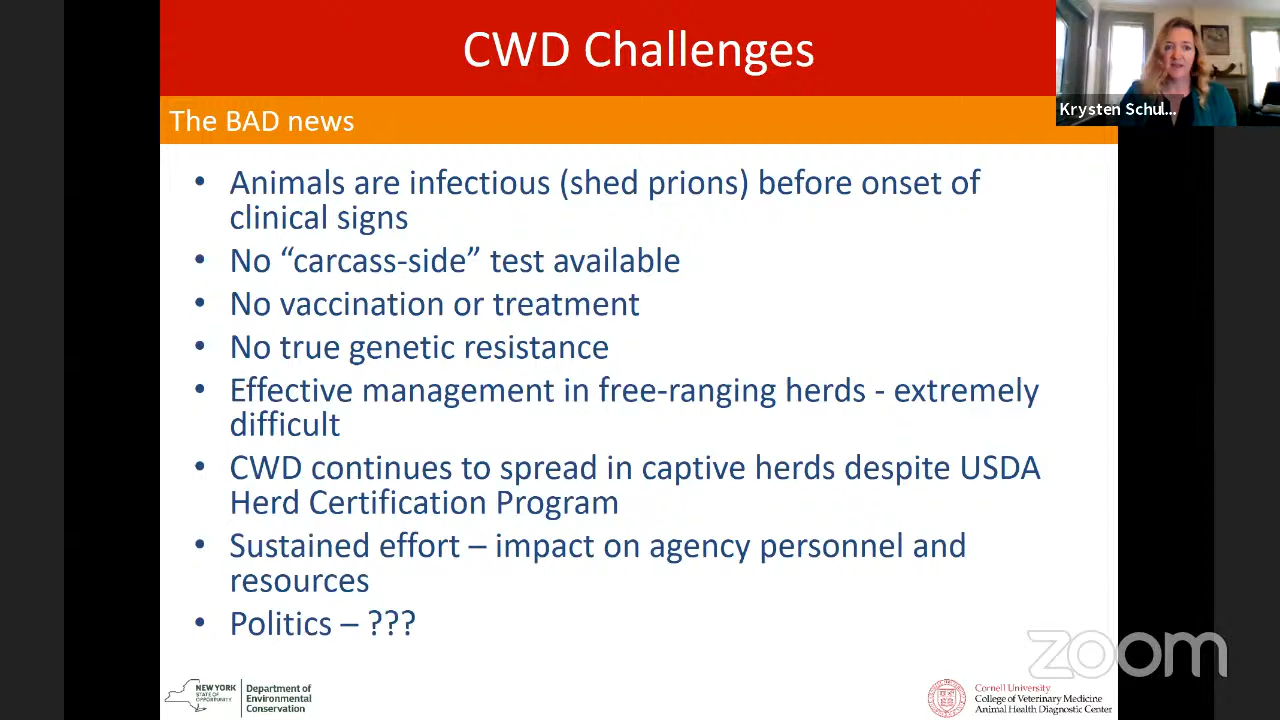 CWD Challenges
Krysten Schul...
The BAD news
• Animals are infectious (shed prions) before onset of
clinical signs
• No “carcass-side” test available
• No vaccination or treatment
• No true genetic resistance
• Effective management in free-ranging herds - extremely
difficult
• CWD continues to spread in captive herds despite USDA
Herd Certification Program
• Sustained effort – impact on agency personnel and
resources
• Politics – ???
zoom
NEW YORK
STATE OF
OPPORTUNITY
Department of
Environmental
Conservation
Cornell University
College of Veterinary Medicine
Animal Health Diagnostic Center